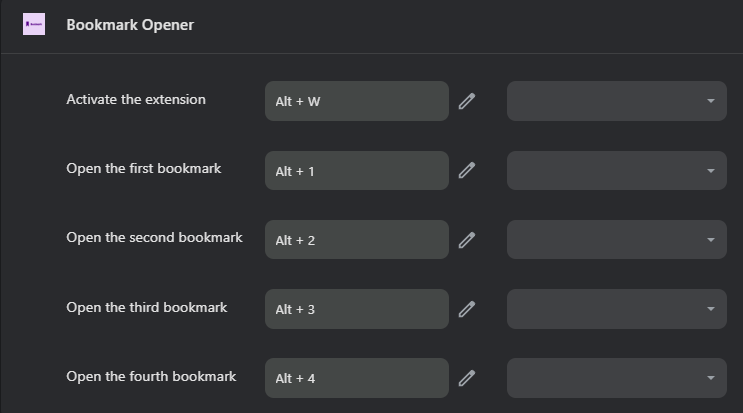 Bookmark Opener
Activate the extension Alt + W
Open the first bookmark Alt + 1
Open the second bookmark Alt + 2
Open the third bookmark Alt + 3
Open the fourth bookmark Alt + 4